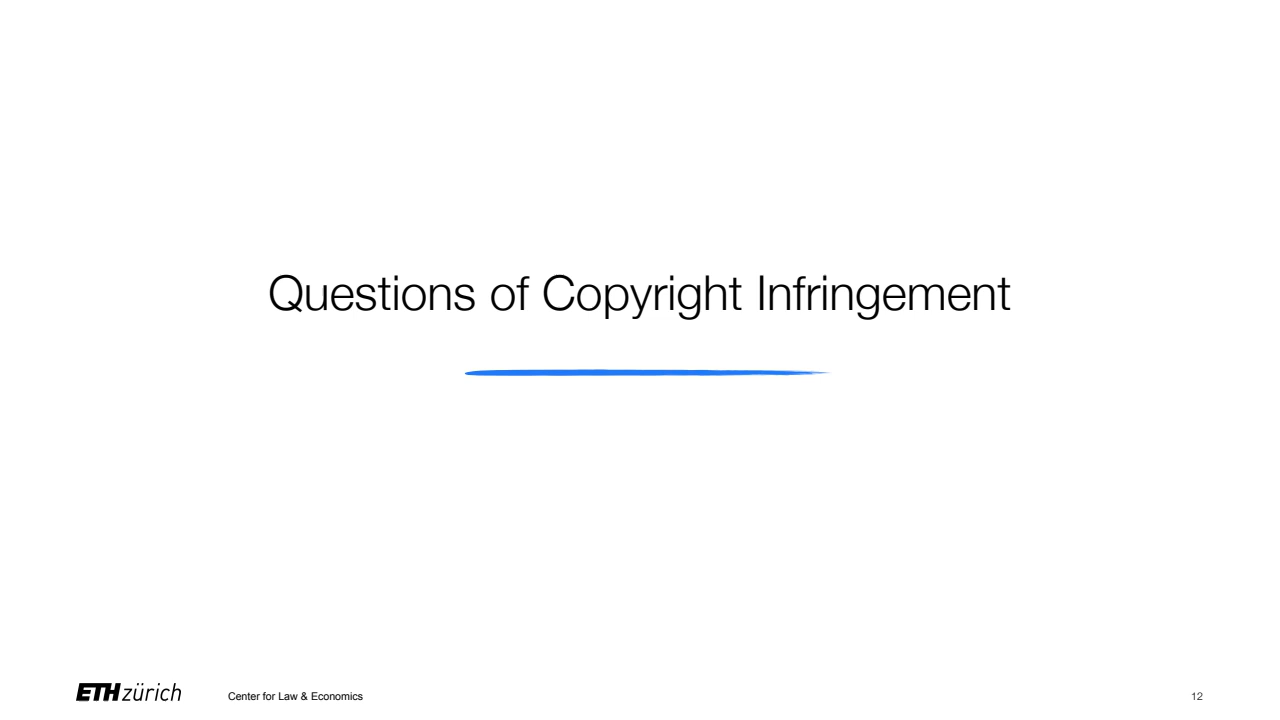 Questions of Copyright Infringement
ETH zürich
Center for Law & Economics
12